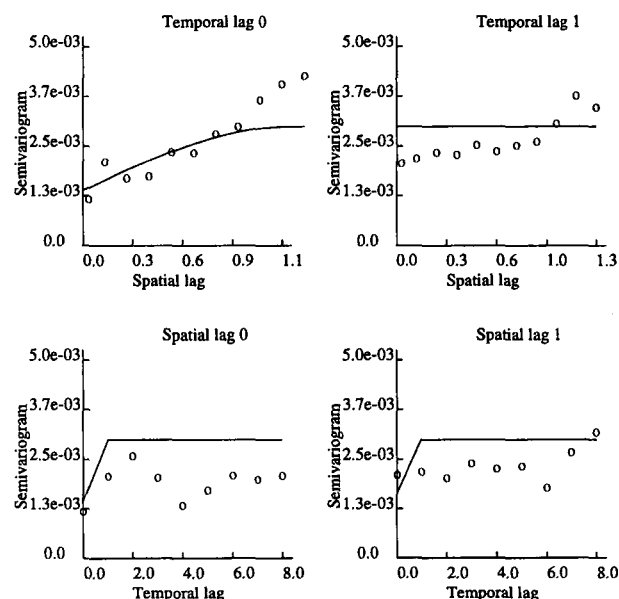 Temporal lag 0
Semivariogram
5.0e-03
3.7e-03
2.5e-03
1.3e-03
0.0
0.0 0.3 0.6 0.9 1.1
Spatial lag
Temporal lag 1
Semivariogram
5.0e-03
3.7e-03
2.5e-03
1.3e-03
0.0
0.0 0.3 0.6 1.0 1.3
Spatial lag
Spatial lag 0
Semivariogram
5.0e-03
3.7e-03
2.5e-03
1.3e-03
0.0
0.0 2.0 4.0 6.0 8.0
Temporal lag
Spatial lag 1
Semivariogram
5.0e-03
3.7e-03
2.5e-03
1.3e-03
0.0
0.0 2.0 4.0 6.0 8.0
Temporal lag